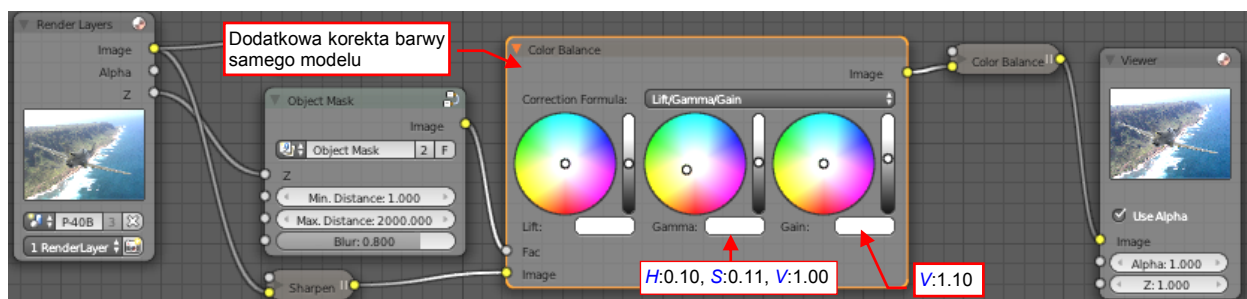 Render Layers
Image
Alpha
Z
P-40B 3
1 RenderLayer
Dodatkowa korekta barwy
samego modelu
Object Mask
Image
Object Mask 2 F
Z
Min. Distance: 1.000
Max. Distance: 2000.000
Blur: 0.800
Sharpen
Color Balance
Image
Correction Formula: Lift/Gamma/Gain
Lift: Gamma: Gain:
Fac
Image
H:0.10, S:0.11, V:1.00
V:1.10
Color Balance
Viewer
Use Alpha
Image
Alpha: 1.000
Z: 1.000